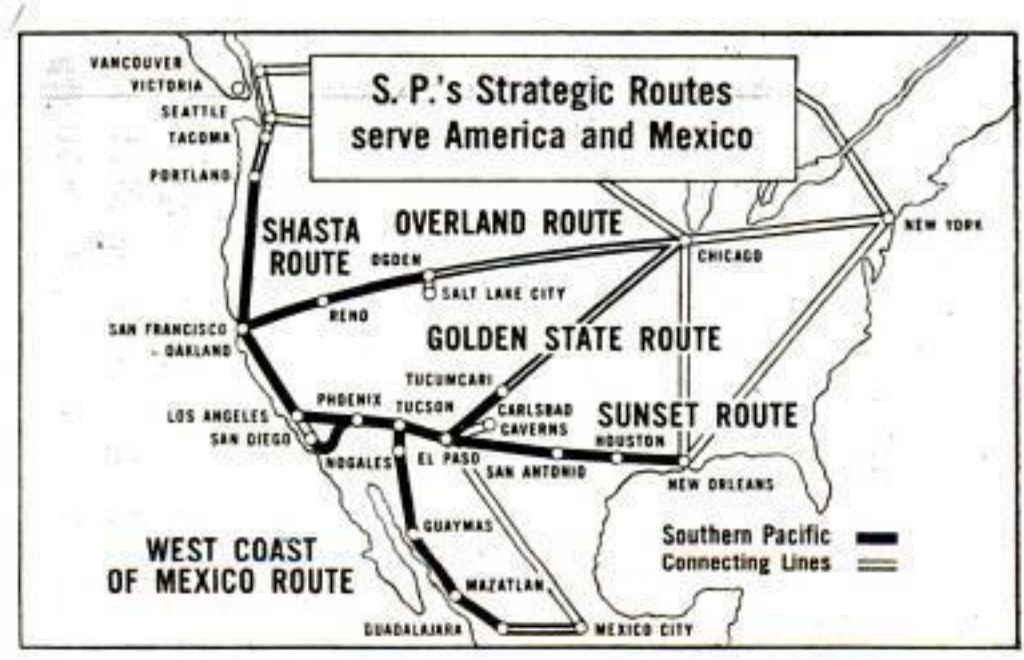 S. P.'s Strategic Routes
serve America and Mexico
VANCOUVER
VICTORIA
SEATTLE
TACOMA
PORTLAND
SHASTA
ROUTE
OVERLAND ROUTE
OGDEN
SALT LAKE CITY
RENO
CHICAGO
NEW YORK
SAN FRANCISCO
OAKLAND
GOLDEN STATE ROUTE
TUCUMCARI
CARLSBAD
CAVERNS
PHOENIX
TUCSON
LOS ANGELES
SAN DIEGO
NOGALES
EL PASO
SUNSET ROUTE
HOUSTON
SAN ANTONIO
NEW ORLEANS
GUAYMAS
WEST COAST
OF MEXICO ROUTE
MAZATLAN
GUADALAJARA
MEXICO CITY
Southern Pacific
Connecting Lines